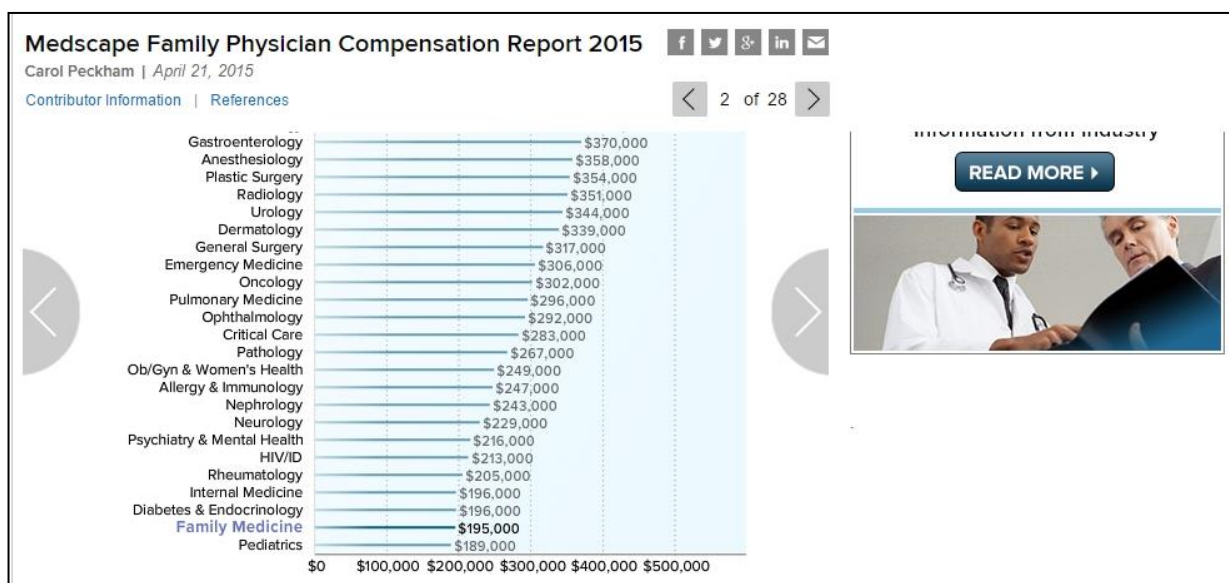 Medscape Family Physician Compensation Report 2015
Carol Peckham | April 21, 2015
Contributor Information | References
2 of 28
Gastroenterology $370,000
Anesthesiology $358,000
Plastic Surgery $354,000
Radiology $351,000
Urology $344,000
Dermatology $339,000
General Surgery $317,000
Emergency Medicine $306,000
Oncology $302,000
Pulmonary Medicine $296,000
Ophthalmology $292,000
Critical Care $283,000
Pathology $267,000
Ob/Gyn & Women's Health $249,000
Allergy & Immunology $247,000
Nephrology $243,000
Neurology $229,000
Psychiatry & Mental Health $216,000
HIV/ID $213,000
Rheumatology $205,000
Internal Medicine $196,000
Diabetes & Endocrinology $196,000
Family Medicine $195,000
Pediatrics $189,000
$0 $100,000 $200,000 $300,000 $400,000 $500,000
Information from Industry
READ MORE